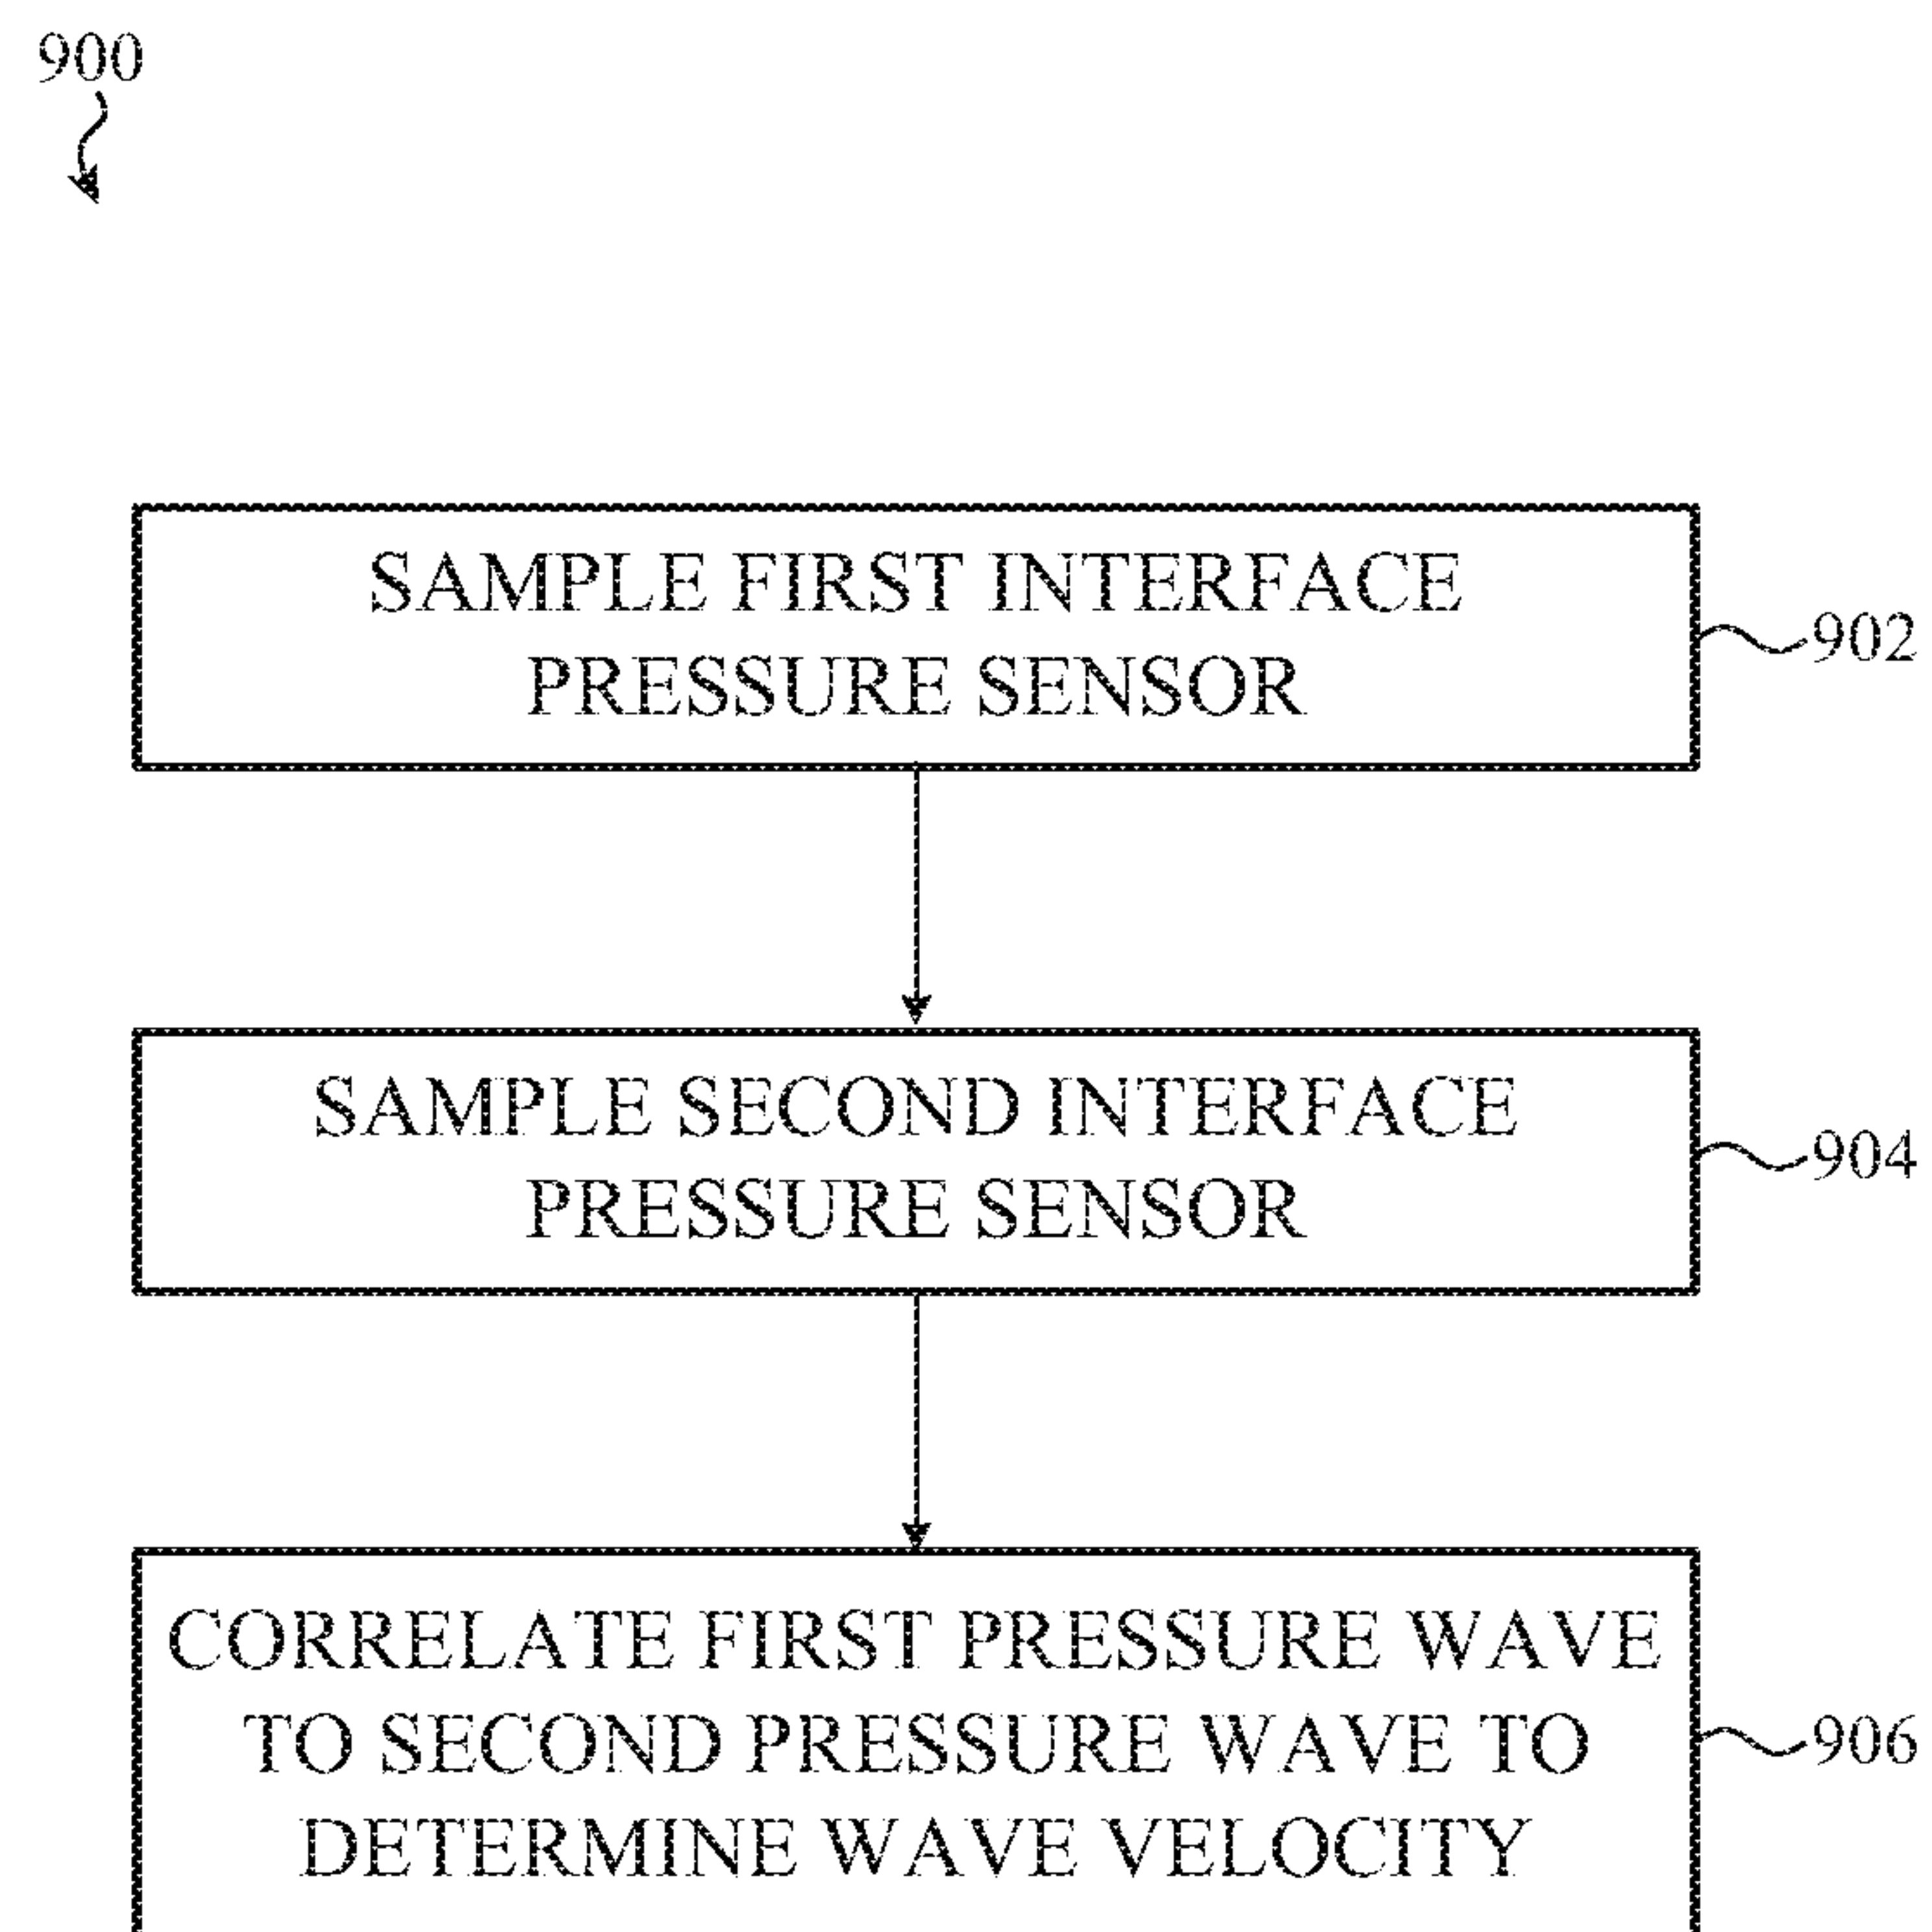 900
SAMPLE FIRST INTERFACE
PRESSURE SENSOR
902
SAMPLE SECOND INTERFACE
PRESSURE SENSOR
904
CORRELATE FIRST PRESSURE WAVE
TO SECOND PRESSURE WAVE TO
DETERMINE WAVE VELOCITY
906